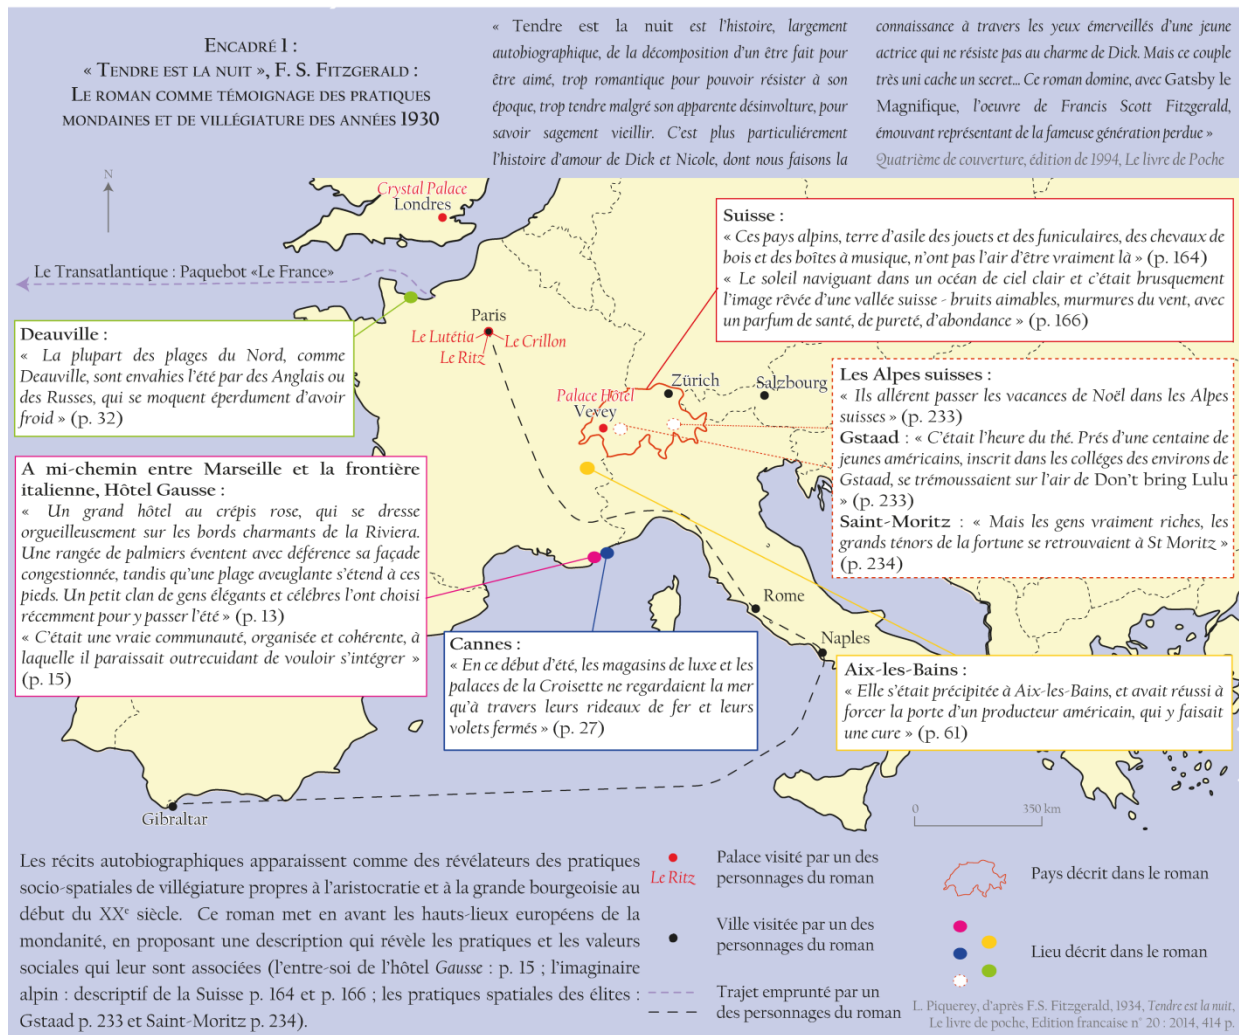 ENCADRÉ 1 :
« TENDRE EST LA NUIT », F. S. FITZGERALD :
LE ROMAN COMME TÉMOIGNAGE DES PRATIQUES
MONDAINES ET DE VILLÉGIATURE DES ANNÉES 1930
« Tendre est la nuit est l'histoire, largement
autobiographique, de la décomposition d'un être fait pour
être aimé, trop romantique pour pouvoir résister à son
époque, trop tendre malgré son apparente désinvolture, pour
savoir sagement vieillir. C'est plus particuliérement
l'histoire d'amour de Dick et Nicole, dont nous faisons la
connaissance à travers les yeux émerveillés d'une jeune
actrice qui ne résiste pas au charme de Dick. Mais ce couple
très uni cache un secret... Ce roman domine, avec Gatsby le
Magnifique, l'oeuvre de Francis Scott Fitzgerald,
émouvant représentant de la fameuse génération perdue »
Quatrième de couverture, édition de 1994, Le livre de Poche
N
Crystal Palace
Londres
Le Transatlantique : Paquebot «Le France»
Deauville :
« La plupart des plages du Nord, comme
Deauville, sont envahies l'été par des Anglais ou
des Russes, qui se moquent éperdument d'avoir
froid » (p. 32)
Paris
Le Lutétia
Le Crillon
Le Ritz
Suisse :
« Ces pays alpins, terre d'asile des jouets et des funiculaires, des chevaux de
bois et des boîtes à musique, n'ont pas l'air d'être vraiment là » (p. 164)
« Le soleil naviguant dans un océan de ciel clair et c'était brusquement
l'image rêvée d'une vallée suisse - bruits aimables, murmures du vent, avec
un parfum de santé, de pureté, d'abondance » (p. 166)
Zürich
Salzbourg
Palace Hôtel
Vevey
Les Alpes suisses :
« Ils allérent passer les vacances de Noël dans les Alpes
suisses » (p. 233)
Gstaad : « C'était l'heure du thé. Prés d'une centaine de
jeunes américains, inscrit dans les colléges des environs de
Gstaad, se trémoussaient sur l'air de Don't bring Lulu
» (p. 233)
Saint-Moritz : « Mais les gens vraiment riches, les
grands ténors de la fortune se retrouvaient à St Moritz »
(p. 234)
A mi-chemin entre Marseille et la frontière
italienne, Hôtel Gausse :
« Un grand hôtel au crépis rose, qui se dresse
orgueilleusement sur les bords charmants de la Riviera.
Une rangée de palmiers éventent avec déférence sa façade
congestionnée, tandis qu'une plage aveuglante s'étend à ces
pieds. Un petit clan de gens élégants et célébres l'ont choisi
récemment pour y passer l'été » (p. 13)
« C'était une vraie communauté, organisée et cohérente, à
laquelle il paraissait outrecuidant de vouloir s'intégrer »
(p. 15)
Rome
Naples
Cannes :
« En ce début d'été, les magasins de luxe et les
palaces de la Croisette ne regardaient la mer
qu'à travers leurs rideaux de fer et leurs
volets fermés » (p. 27)
Aix-les-Bains :
« Elle s'était précipitée à Aix-les-Bains, et avait réussi à
forcer la porte d'un producteur américain, qui y faisait
une cure » (p. 61)
Gibraltar
0 350 km
Les récits autobiographiques apparaissent comme des révélateurs des pratiques
socio-spatiales de villégiature propres à l'aristocratie et à la grande bourgeoisie au
début du XXe siècle. Ce roman met en avant les hauts-lieux européens de la
mondanité, en proposant une description qui révèle les pratiques et les valeurs
sociales qui leur sont associées (l'entre-soi de l'hôtel Gausse : p. 15 ; l'imaginaire
alpin : descriptif de la Suisse p. 164 et p. 166 ; les pratiques spatiales des élites :
Gstaad p. 233 et Saint-Moritz p. 234).
Le Ritz
Palace visité par un des
personnages du roman
Ville visitée par un des
personnages du roman
Trajet emprunté par un
des personnages du roman
Pays décrit dans le roman
Lieu décrit dans le roman
L. Piquerey, d'après F.S. Fitzgerald, 1934, Tendre est la nuit,
Le livre de poche, Edition francaise n° 20 : 2014, 414 p.